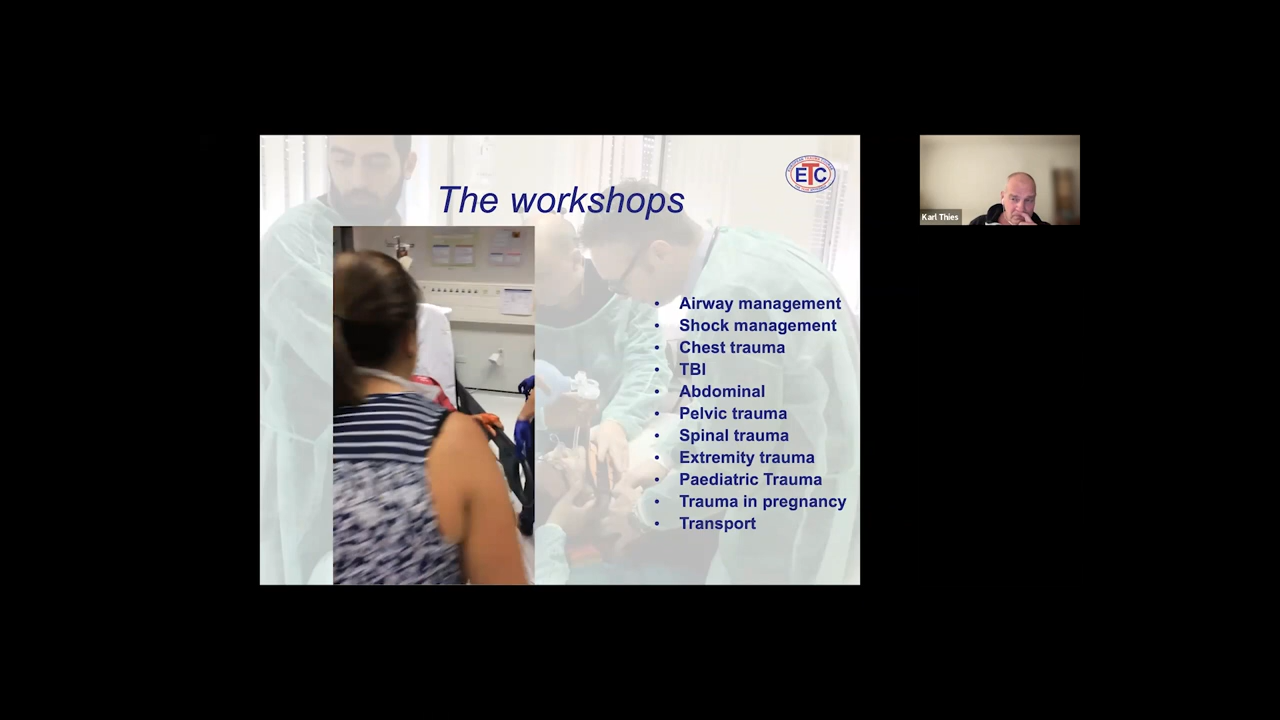 The workshops
ETC
• Airway management
• Shock management
• Chest trauma
• TBI
• Abdominal
• Pelvic trauma
• Spinal trauma
• Extremity trauma
• Paediatric Trauma
• Trauma in pregnancy
• Transport
Karl Thies